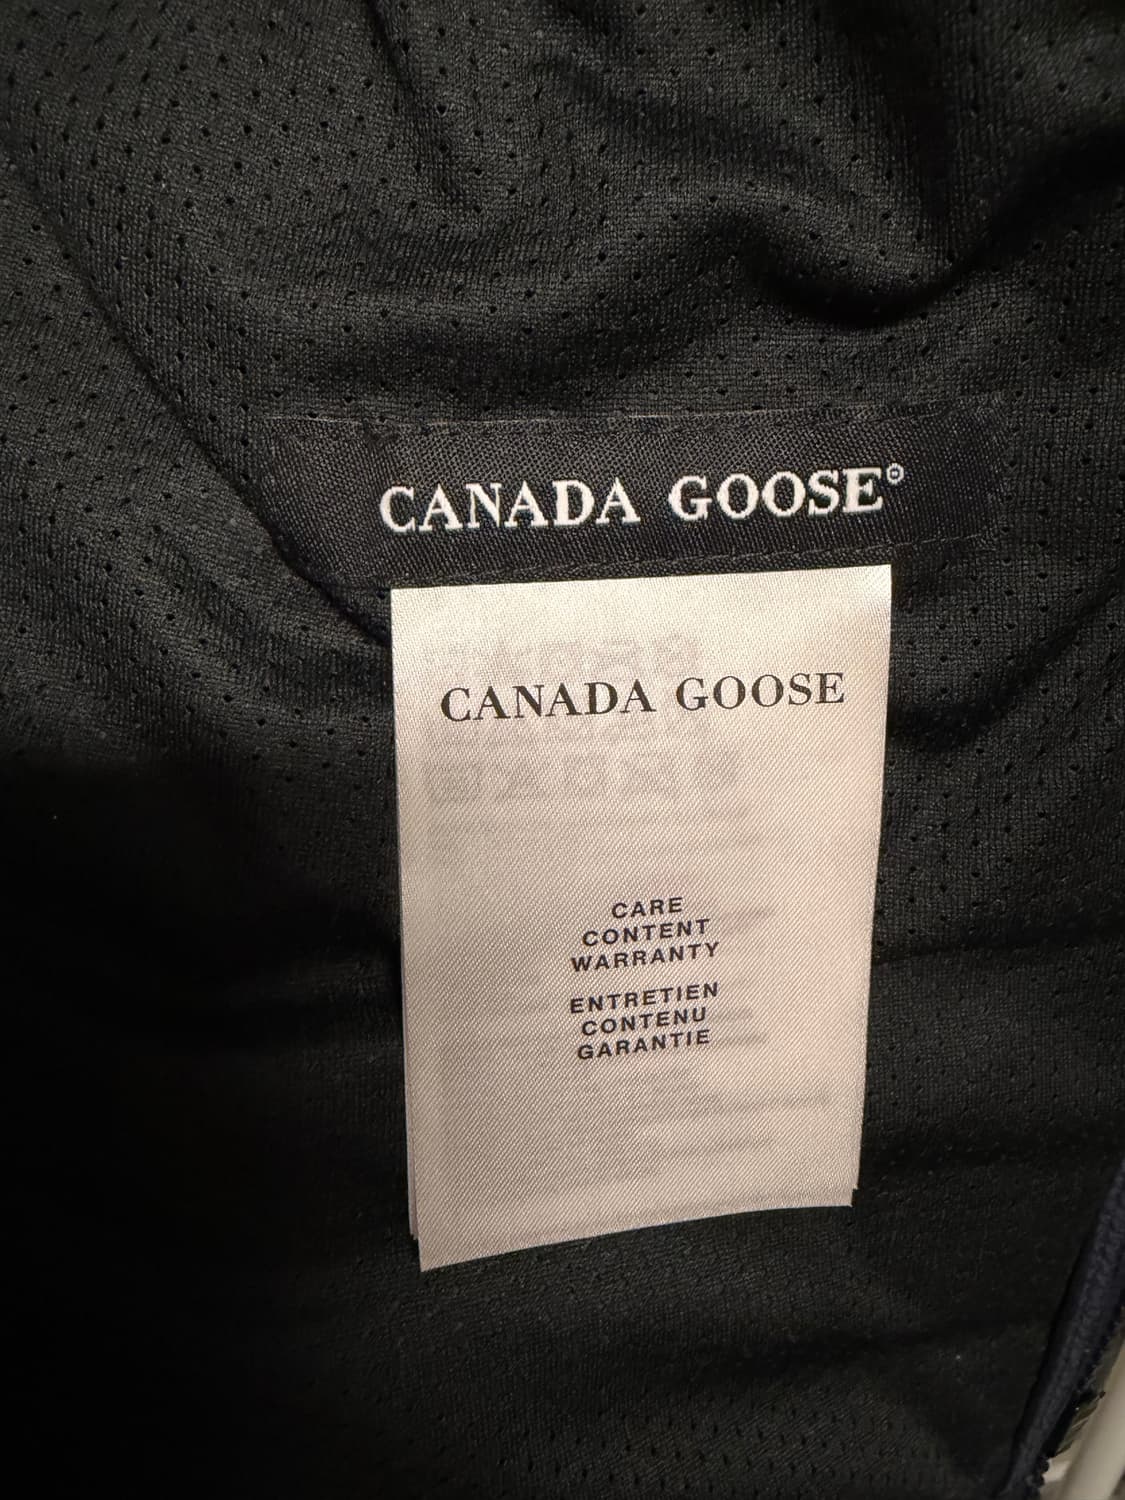 CANADA GOOSE®
CANADA GOOSE
CARE
CONTENT
WARRANTY
ENTRETIEN
CONTENU
GARANTIE